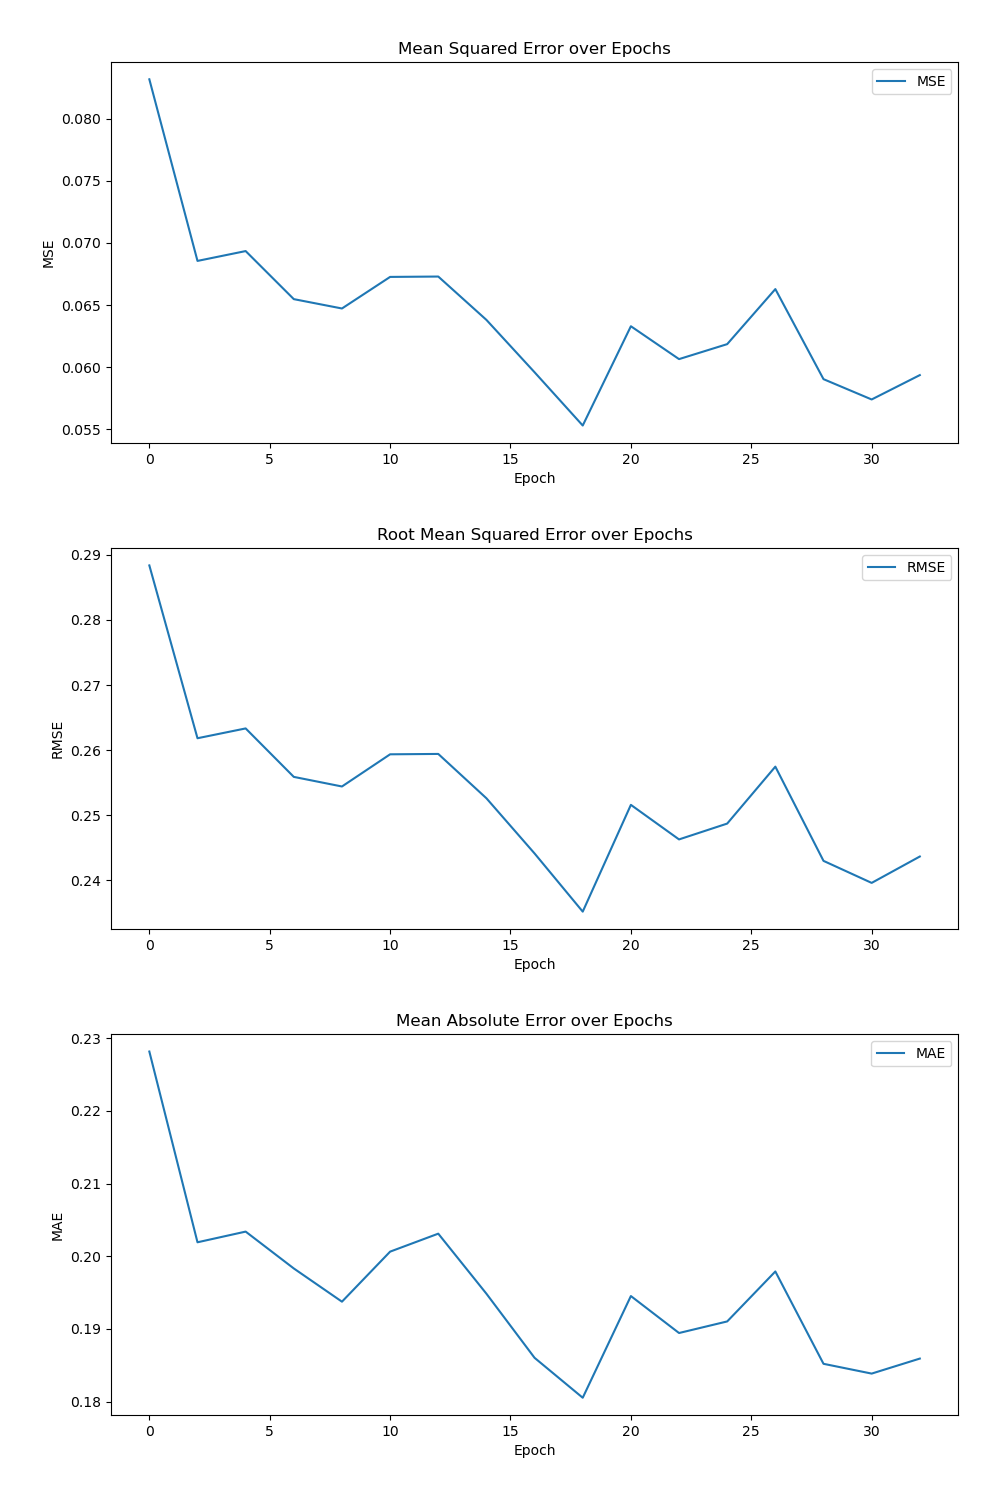 Mean Squared Error over Epochs
MSE
0.080
0.075
0.070
0.065
0.060
0.055
MSE
0 5 10 15 20 25 30
Epoch
Root Mean Squared Error over Epochs
RMSE
0.29
0.28
0.27
0.26
0.25
0.24
RMSE
0 5 10 15 20 25 30
Epoch
Mean Absolute Error over Epochs
MAE
0.23
0.22
0.21
0.20
0.19
0.18
MAE
0 5 10 15 20 25 30
Epoch